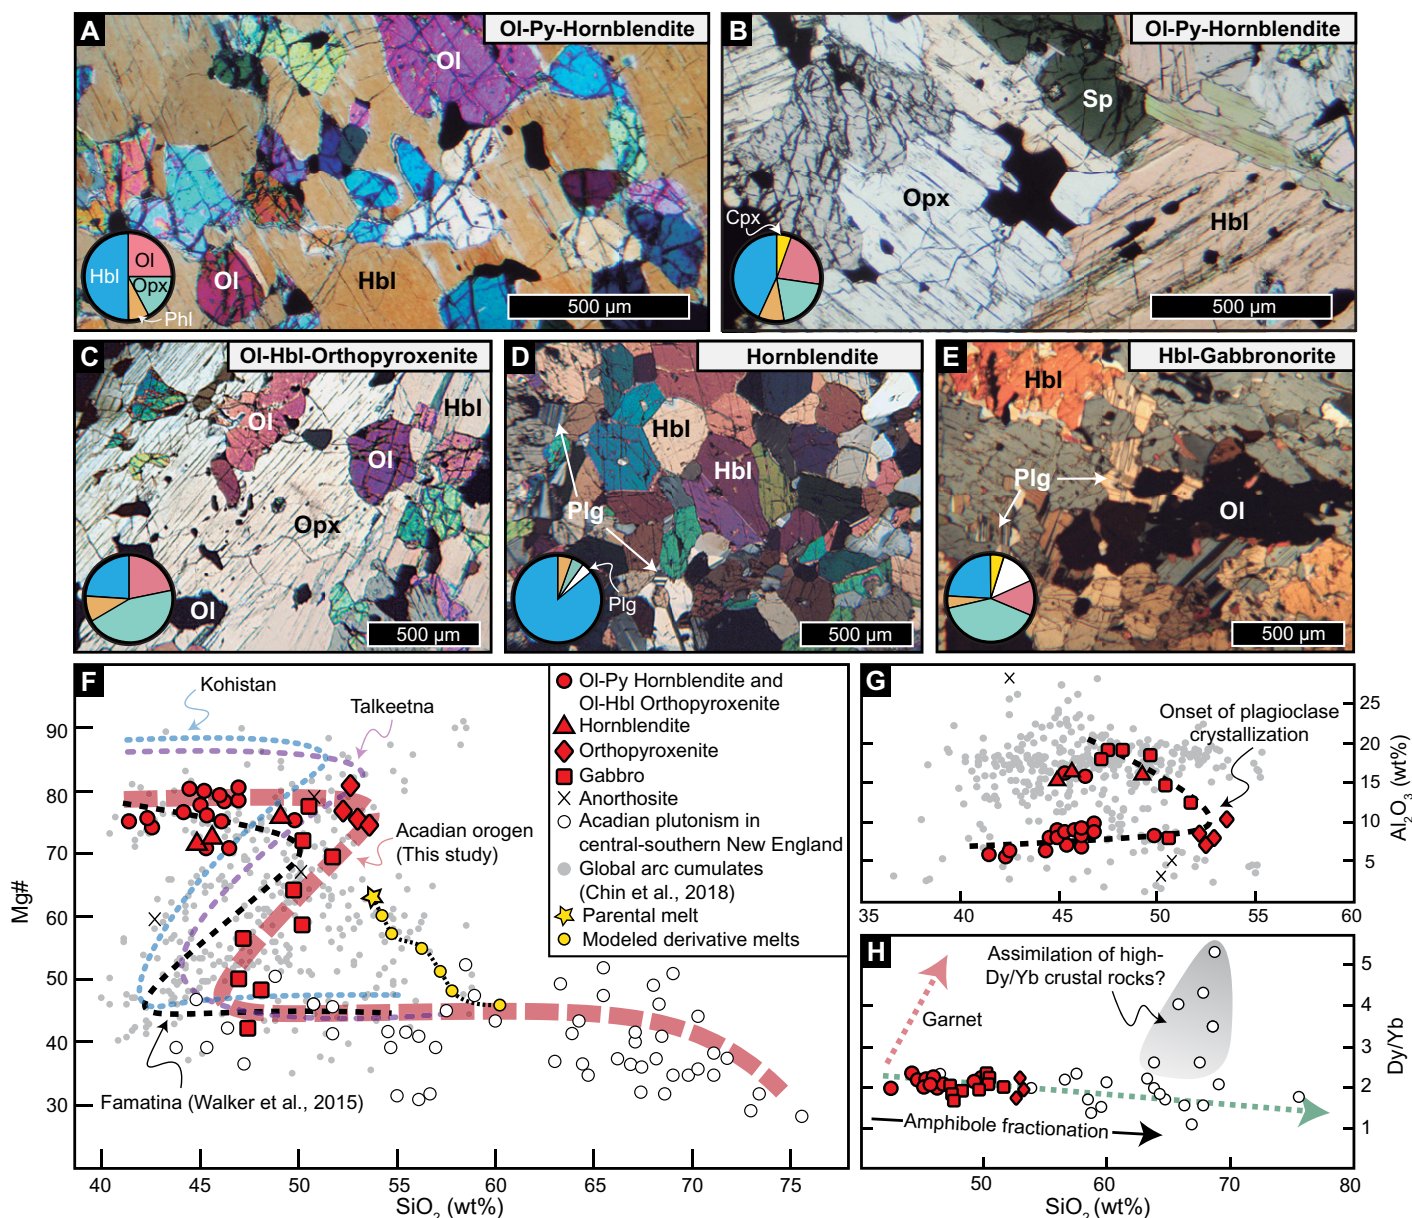 A
Ol-Py-Hornblendite
Ol
Ol
Hbl
Hbl
Ol
Opx
Phl
500 µm
B
Ol-Py-Hornblendite
Sp
Opx
Hbl
Cpx
500 µm
C
Ol-Hbl-Orthopyroxenite
Hbl
Ol
Ol
Opx
Ol
500 µm
D
Hornblendite
Hbl
Hbl
Plg
Plg
500 µm
E
Hbl-Gabbronorite
Hbl
Plg
Ol
500 µm
F
Kohistan
Talkeetna
Acadian orogen
(This study)
Famatina (Walker et al., 2015)
Ol-Py Hornblendite and
Ol-Hbl Orthopyroxenite
Hornblendite
Orthopyroxenite
Gabbro
Anorthosite
Acadian plutonism in
central-southern New England
Global arc cumulates
(Chin et al., 2018)
Parental melt
Modeled derivative melts
90
80
70
60
50
40
30
Mg#
40
45
50
55
60
65
70
75
SiO2 (wt%)
G
Onset of plagioclase
crystallization
25
20
15
10
5
Al2O3 (wt%)
35
40
45
50
55
60
H
Assimilation of high-
Dy/Yb crustal rocks?
Garnet
Amphibole fractionation
5
4
3
2
1
Dy/Yb
50
60
70
80
SiO2 (wt%)